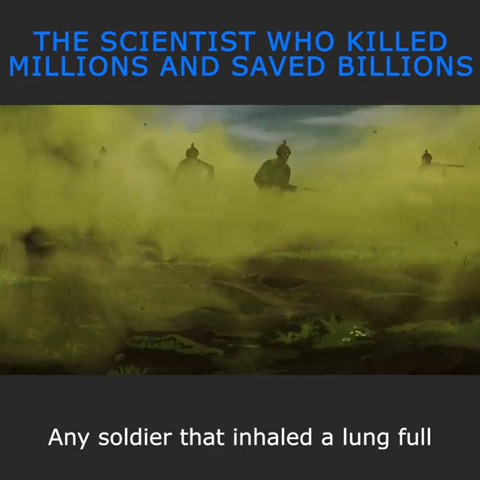 THE SCIENTIST WHO KILLED
MILLIONS AND SAVED BILLIONS
Any soldier that inhaled a lung full